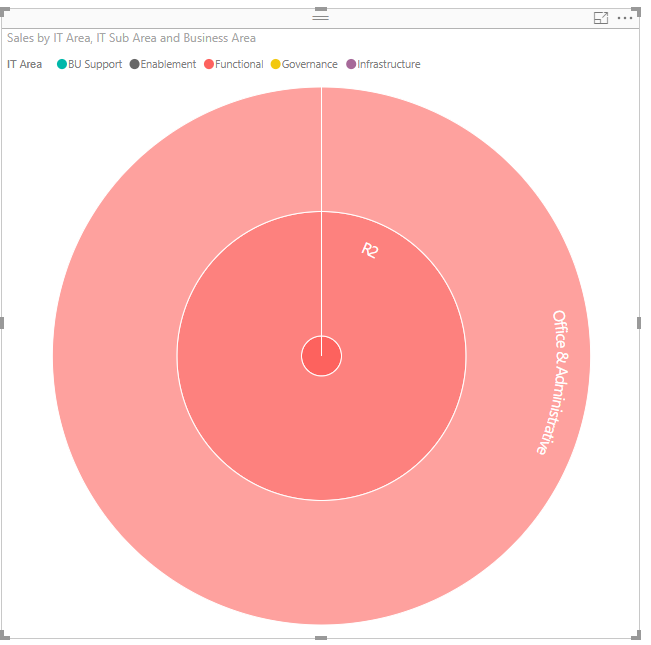 Sales by IT Area, IT Sub Area and Business Area
IT Area BU Support Enablement Functional Governance Infrastructure
R2
Office & Administrative